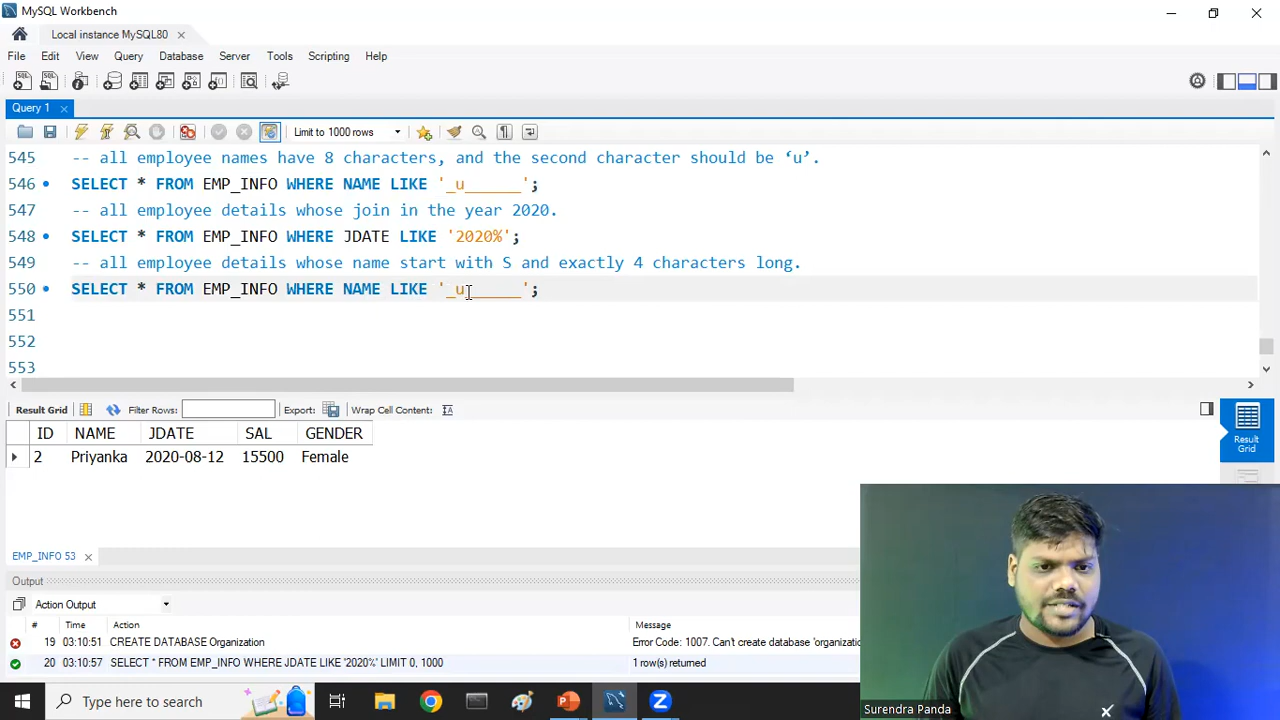 MySQL Workbench
Local instance MySQL80
File Edit View Query Database Server Tools Scripting Help
Query 1
Limit to 1000 rows
545 -- all employee names have 8 characters, and the second character should be ‘u’.
546 SELECT * FROM EMP_INFO WHERE NAME LIKE '_u______';
547 -- all employee details whose join in the year 2020.
548 SELECT * FROM EMP_INFO WHERE JDATE LIKE '2020%';
549 -- all employee details whose name start with S and exactly 4 characters long.
550 SELECT * FROM EMP_INFO WHERE NAME LIKE '_u______';
551
552
553
Result Grid Filter Rows: Export: Wrap Cell Content:
Result Grid
ID NAME JDATE SAL GENDER
2 Priyanka 2020-08-12 15500 Female
EMP_INFO 53
Output
Action Output
# Time Action Message
19 03:10:51 CREATE DATABASE Organization Error Code: 1007. Can't create database 'organizatio
20 03:10:57 SELECT * FROM EMP_INFO WHERE JDATE LIKE '2020%' LIMIT 0, 1000 1 row(s) returned
Type here to search
Surendra Panda